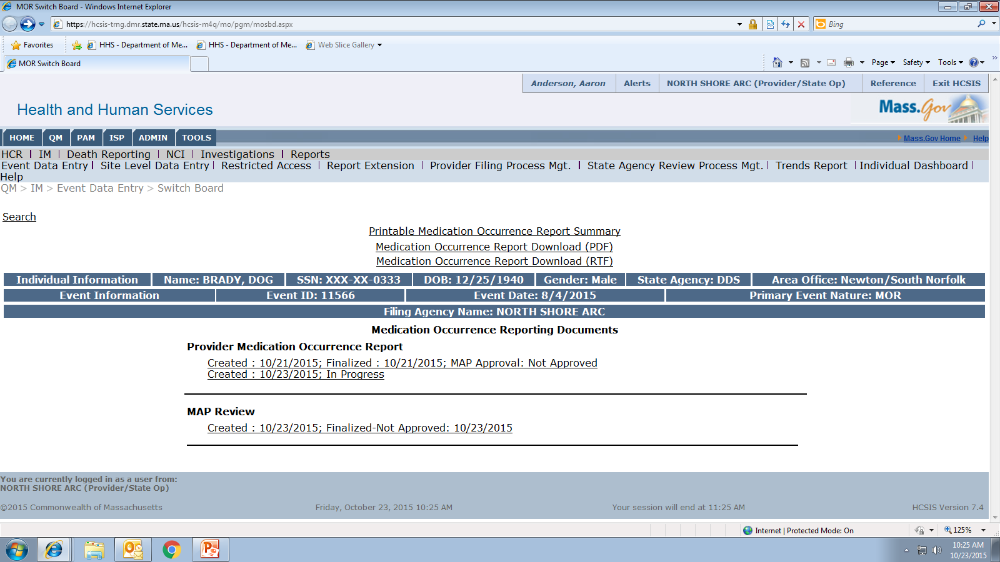 MOR Switch Board - Windows Internet Explorer
https://hcsis-trng.dmr.state.ma.us/hcsis-m4q/mo/pgm/mosbd.aspx
Bing
Favorites
HHS - Department of Me...
HHS - Department of Me...
Web Slice Gallery
MOR Switch Board
Page
Safety
Tools
Anderson, Aaron
Alerts
NORTH SHORE ARC (Provider/State Op)
Reference
Exit HCSIS
Health and Human Services
Mass.Gov
HOME
QM
PAM
ISP
ADMIN
TOOLS
Mass.Gov Home
Help
HCR | IM | Death Reporting | NCI | Investigations | Reports
Event Data Entry | Site Level Data Entry | Restricted Access | Report Extension | Provider Filing Process Mgt. | State Agency Review Process Mgt. | Trends Report | Individual Dashboard |
Help
QM > IM > Event Data Entry > Switch Board
Search
Printable Medication Occurrence Report Summary
Medication Occurrence Report Download (PDF)
Medication Occurrence Report Download (RTF)
Individual Information
Name: BRADY, DOG
SSN: XXX-XX-0333
DOB: 12/25/1940
Gender: Male
State Agency: DDS
Area Office: Newton/South Norfolk
Event Information
Event ID: 11566
Event Date: 8/4/2015
Primary Event Nature: MOR
Filing Agency Name: NORTH SHORE ARC
Medication Occurrence Reporting Documents
Provider Medication Occurrence Report
Created : 10/21/2015; Finalized : 10/21/2015; MAP Approval: Not Approved
Created : 10/23/2015; In Progress
MAP Review
Created : 10/23/2015; Finalized-Not Approved: 10/23/2015
You are currently logged in as a user from:
NORTH SHORE ARC (Provider/State Op)
©2015 Commonwealth of Massachusetts
Friday, October 23, 2015 10:25 AM
Your session will end at 11:25 AM
HCSIS Version 7.4
Internet | Protected Mode: On
125%
10:25 AM
10/23/2015